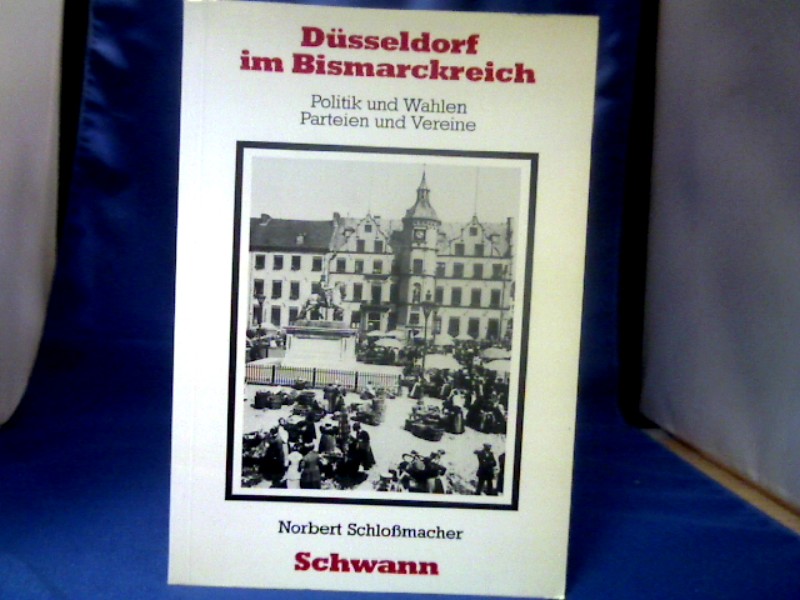 Düsseldorf
im Bismarckreich
Politik und Wahlen
Parteien und Vereine
Norbert Schloßmacher
Schwann